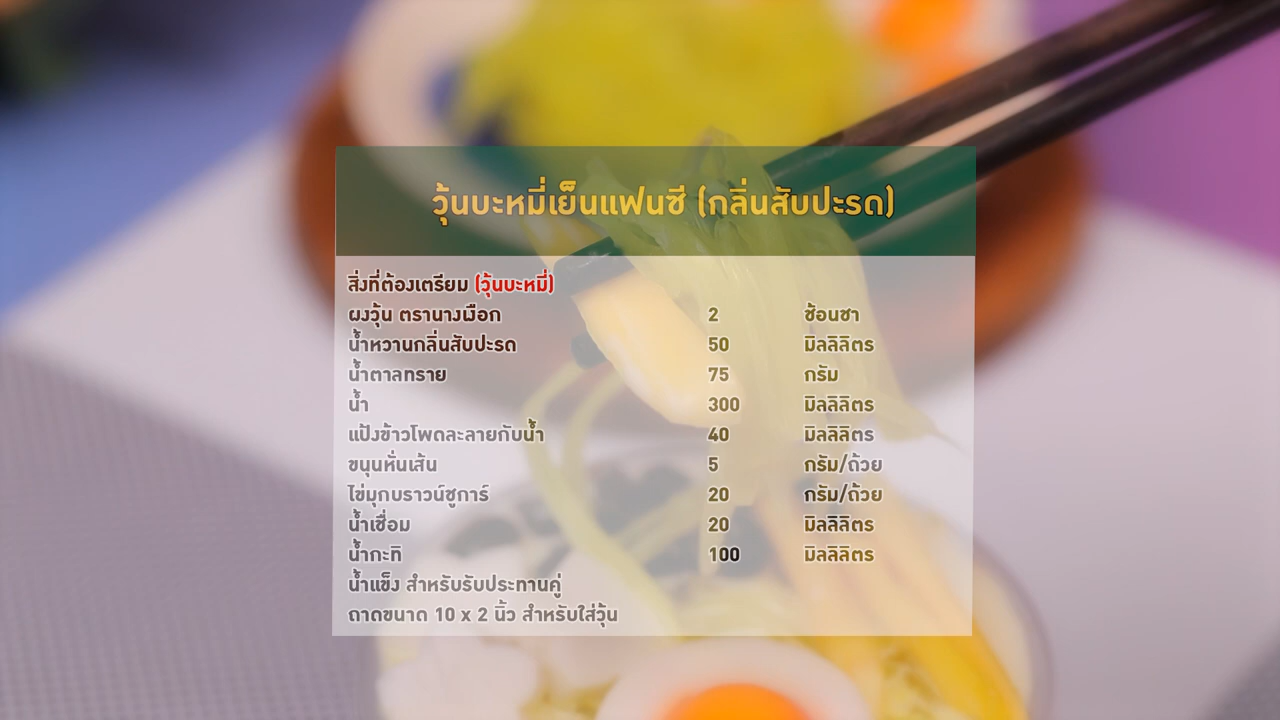 วุ้นบะหมี่เย็นแฟนซี (กลิ่นสับปะรด)
สิ่งที่ต้องเตรียม (วุ้นบะหมี่)
ผงวุ้น ตรานางเงือก 2 ช้อนชา
น้ำหวานกลิ่นสับปะรด 50 มิลลิลิตร
น้ำตาลทราย 75 กรัม
น้ำ 300 มิลลิลิตร
แป้งข้าวโพดละลายกับน้ำ 40 มิลลิลิตร
ขนุนหั่นเส้น 5 กรัม/ถ้วย
ไข่มุกบราวน์ชูการ์ 20 กรัม/ถ้วย
น้ำเชื่อม 20 มิลลิลิตร
น้ำกะทิ 100 มิลลิลิตร
น้ำแข็ง สำหรับรับประทานคู่
ถาดขนาด 10 x 2 นิ้ว สำหรับใส่วุ้น